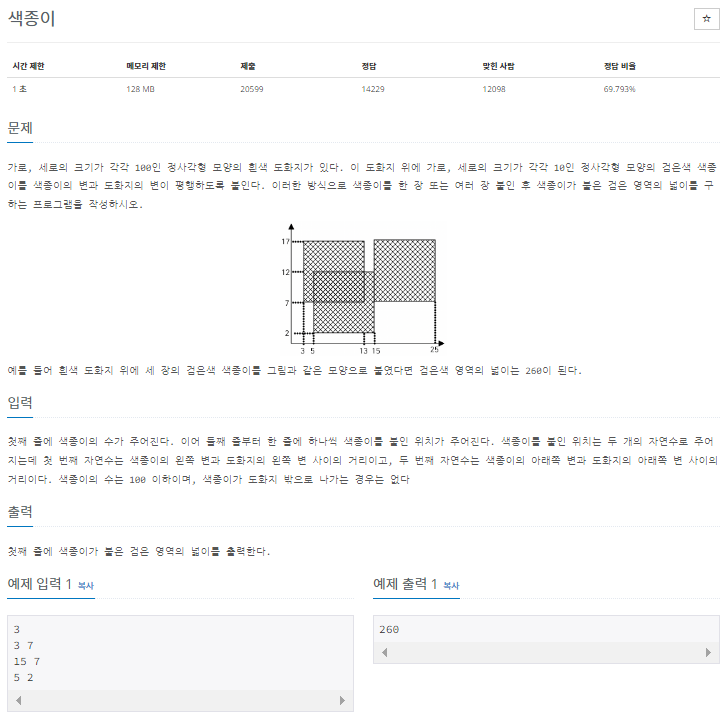 색종이
☆
시간 제한 메모리 제한 제출 정답 맞힌 사람 정답 비율
1 초 128 MB 20599 14229 12098 69.793%
문제
가로, 세로의 크기가 각각 100인 정사각형 모양의 흰색 도화지가 있다. 이 도화지 위에 가로, 세로의 크기가 각각 10인 정사각형 모양의 검은색 색종
이를 색종이의 변과 도화지의 변이 평행하도록 붙인다. 이러한 방식으로 색종이를 한 장 또는 여러 장 붙인 후 색종이가 붙은 검은 영역의 넓이를 구
하는 프로그램을 작성하시오.
17
12
7
2
3 5 13 15 25
예를 들어 흰색 도화지 위에 세 장의 검은색 색종이를 그림과 같은 모양으로 붙였다면 검은색 영역의 넓이는 260이 된다.
입력
첫째 줄에 색종이의 수가 주어진다. 이어 둘째 줄부터 한 줄에 하나씩 색종이를 붙인 위치가 주어진다. 색종이를 붙인 위치는 두 개의 자연수로 주어
지는데 첫 번째 자연수는 색종이의 왼쪽 변과 도화지의 왼쪽 변 사이의 거리이고, 두 번째 자연수는 색종이의 아래쪽 변과 도화지의 아래쪽 변 사이의
거리이다. 색종이의 수는 100 이하이며, 색종이가 도화지 밖으로 나가는 경우는 없다
출력
첫째 줄에 색종이가 붙은 검은 영역의 넓이를 출력한다.
예제 입력 1 복사
3
3 7
15 7
5 2
예제 출력 1 복사
260